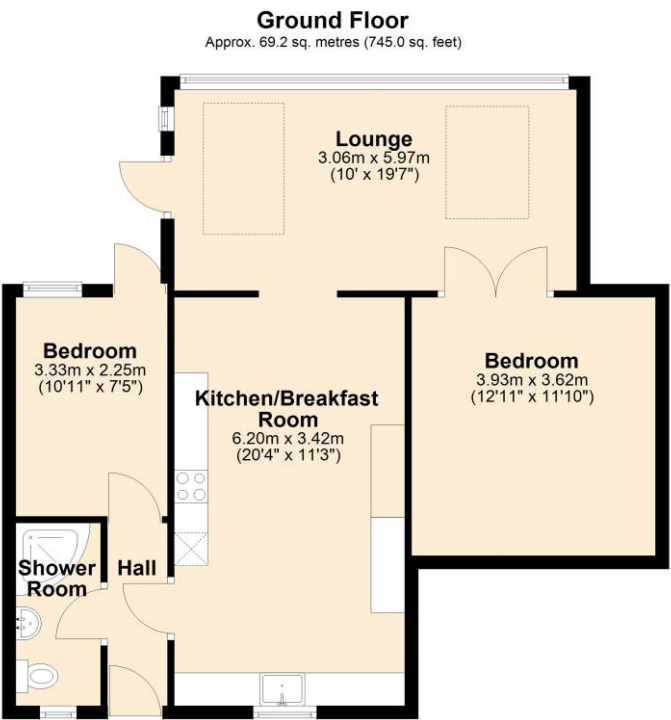 Ground Floor
Approx. 69.2 sq. metres (745.0 sq. feet)
Lounge
3.06m x 5.97m
(10' x 19'7")
Bedroom
3.33m x 2.25m
(10'11" x 7'5")
Kitchen/Breakfast
Room
6.20m x 3.42m
(20'4" x 11'3")
Bedroom
3.93m x 3.62m
(12'11" x 11'10")
Shower
Room
Hall